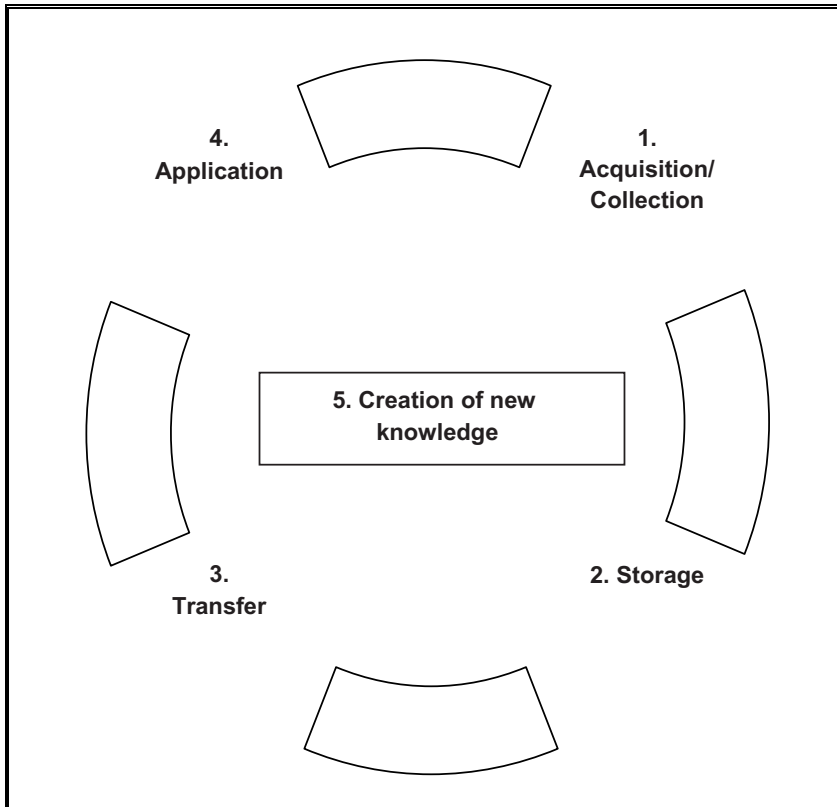 1.
Acquisition/
Collection
2. Storage
3.
Transfer
4.
Application
5. Creation of new
knowledge